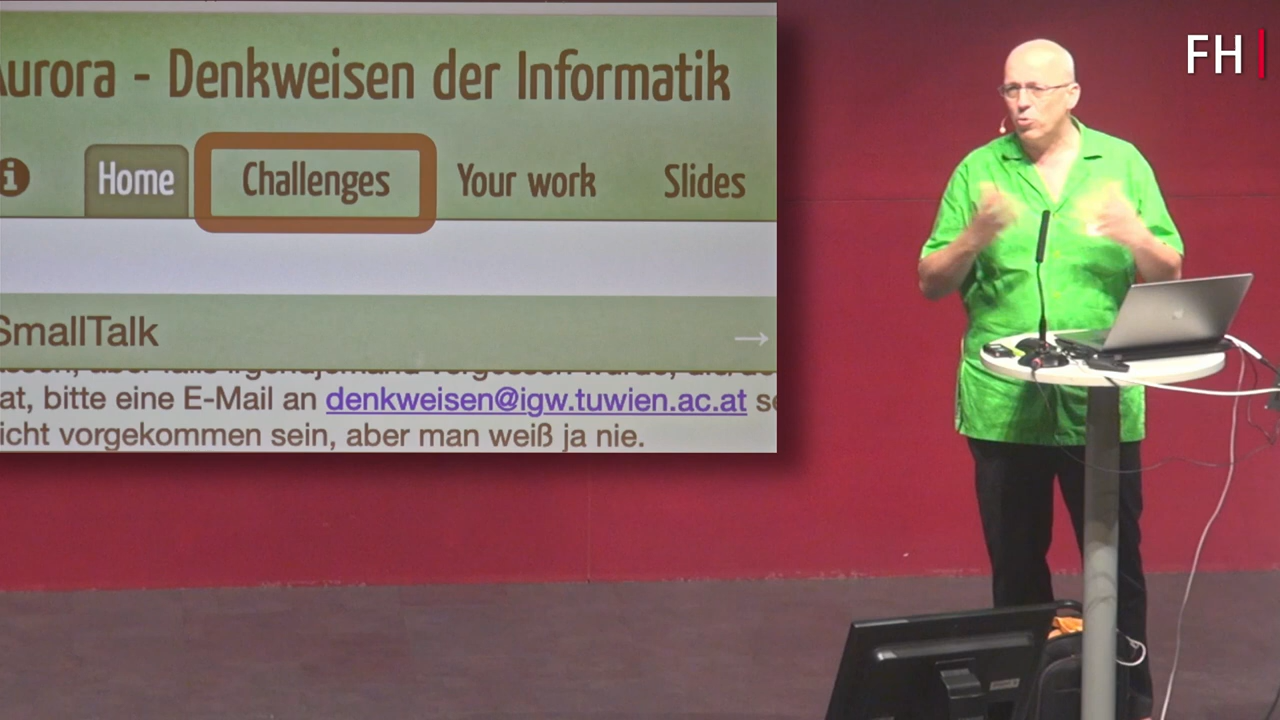 FH
Aurora - Denkweisen der Informatik
i Home Challenges Your work Slides
SmallTalk →
at, bitte eine E-Mail an denkweisen@igw.tuwien.ac.at se
icht vorgekommen sein, aber man weiß ja nie.